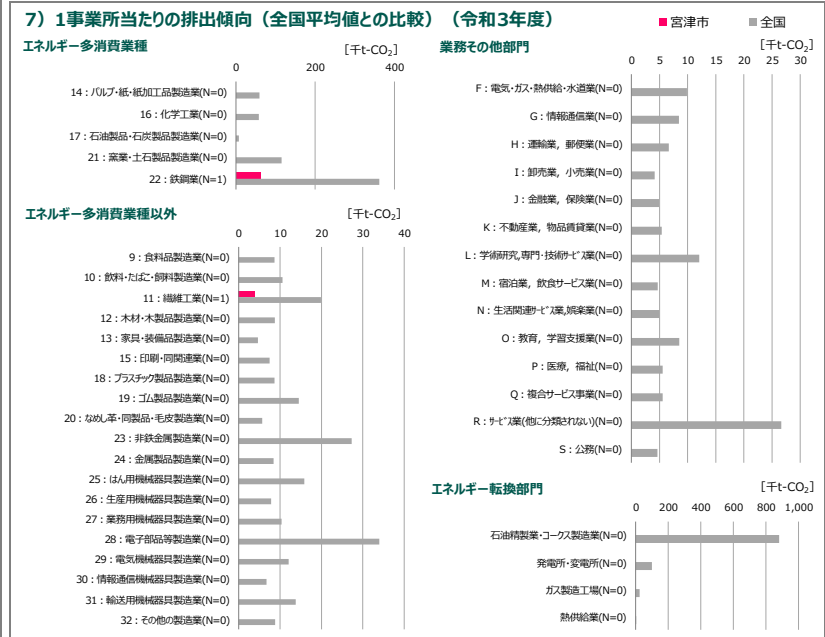 7）1事業所当たりの排出傾向（全国平均値との比較）（令和3年度）
■宮津市 ■全国
エネルギー多消費業種
［千t-CO₂］
0 200 400
14：パルプ・紙・紙加工品製造業(N=0)
16：化学工業(N=0)
17：石油製品・石炭製品製造業(N=0)
21：窯業・土石製品製造業(N=0)
22：鉄鋼業(N=1)
エネルギー多消費業種以外
［千t-CO₂］
0 10 20 30 40
9：食料品製造業(N=0)
10：飲料・たばこ・飼料製造業(N=0)
11：繊維工業(N=1)
12：木材・木製品製造業(N=0)
13：家具・装備品製造業(N=0)
15：印刷・同関連業(N=0)
18：プラスチック製品製造業(N=0)
19：ゴム製品製造業(N=0)
20：なめし革・同製品・毛皮製造業(N=0)
23：非鉄金属製造業(N=0)
24：金属製品製造業(N=0)
25：はん用機械器具製造業(N=0)
26：生産用機械器具製造業(N=0)
27：業務用機械器具製造業(N=0)
28：電子部品等製造業(N=0)
29：電気機械器具製造業(N=0)
30：情報通信機械器具製造業(N=0)
31：輸送用機械器具製造業(N=0)
32：その他の製造業(N=0)
業務その他部門
［千t-CO₂］
0 5 10 15 20 25 30
F：電気・ガス・熱供給・水道業(N=0)
G：情報通信業(N=0)
H：運輸業，郵便業(N=0)
I：卸売業，小売業(N=0)
J：金融業，保険業(N=0)
K：不動産業，物品賃貸業(N=0)
L：学術研究,専門・技術ｻｰﾋﾞｽ業(N=0)
M：宿泊業，飲食サービス業(N=0)
N：生活関連ｻｰﾋﾞｽ業,娯楽業(N=0)
O：教育，学習支援業(N=0)
P：医療，福祉(N=0)
Q：複合サービス事業(N=0)
R：ｻｰﾋﾞｽ業(他に分類されない)(N=0)
S：公務(N=0)
エネルギー転換部門
［千t-CO₂］
0 200 400 600 800 1,000
石油精製業・コークス製造業(N=0)
発電所・変電所(N=0)
ガス製造工場(N=0)
熱供給業(N=0)